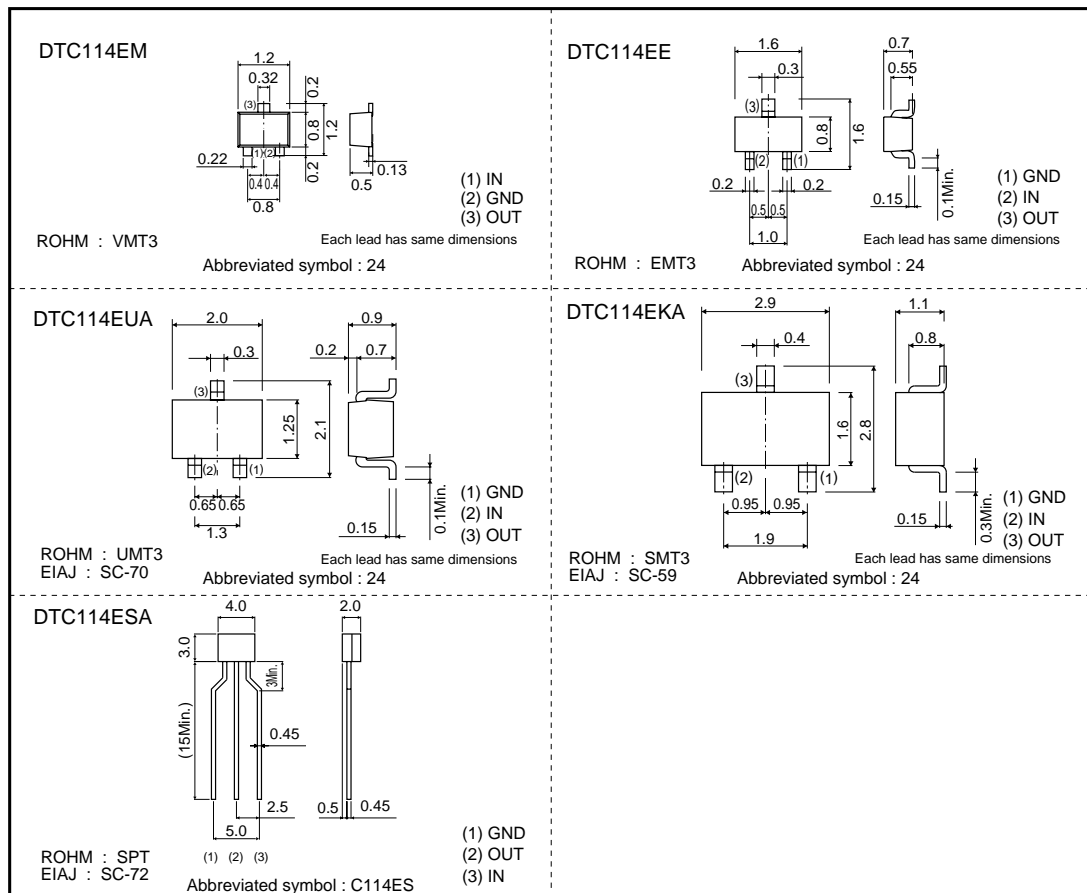 DTC114EM
1.2
0.32
0.2
(3)
0.8
1.2
(1) (2)
0.22
0.4 0.4
0.2
0.8
0.5
0.13
(1) IN
(2) GND
(3) OUT
ROHM : VMT3
Each lead has same dimensions
Abbreviated symbol : 24
DTC114EE
1.6
0.3
0.7
0.55
(3)
0.8
1.6
(2) (1)
0.2 0.2
0.5 0.5
1.0
0.15
0.1Min.
(1) GND
(2) IN
(3) OUT
Each lead has same dimensions
ROHM : EMT3
Abbreviated symbol : 24
DTC114EUA
2.0
0.3
0.9
0.2 0.7
(3)
1.25
2.1
(2) (1)
0.65 0.65
1.3
0.15
0.1Min.
(1) GND
(2) IN
(3) OUT
ROHM : UMT3
EIAJ : SC-70
Each lead has same dimensions
Abbreviated symbol : 24
DTC114EKA
2.9
0.4
1.1
0.8
(3)
1.6
2.8
(2) (1)
0.95 0.95
1.9
0.15
0.3Min.
(1) GND
(2) IN
(3) OUT
ROHM : SMT3
EIAJ : SC-59
Each lead has same dimensions
Abbreviated symbol : 24
DTC114ESA
4.0
2.0
3.0
3Min.
(15Min.)
0.45
2.5
5.0
0.5 0.45
(1) (2) (3)
(1) GND
(2) OUT
(3) IN
ROHM : SPT
EIAJ : SC-72
Abbreviated symbol : C114ES